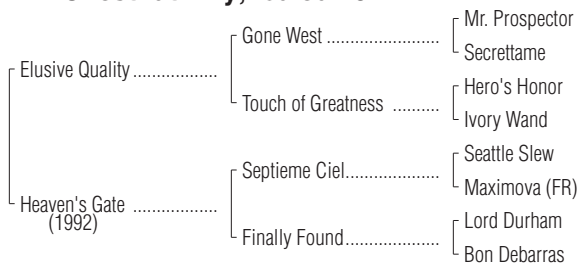 Mr. Prospector
Gone West
Secrettame
Elusive Quality
Hero's Honor
Touch of Greatness
Ivory Wand
Seattle Slew
Septieme Ciel
Maximova (FR)
Heaven's Gate
(1992)
Lord Durham
Finally Found
Bon Debarras